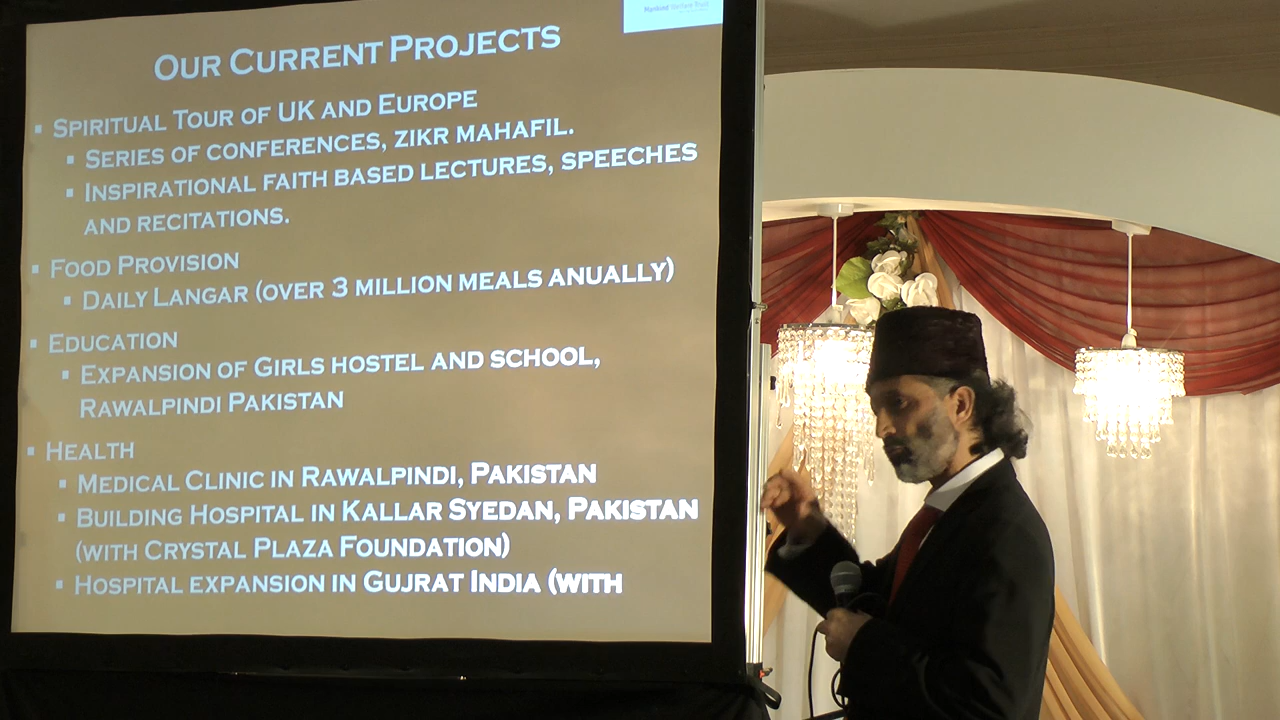 OUR CURRENT PROJECTS
▪ SPIRITUAL TOUR OF UK AND EUROPE
▪ SERIES OF CONFERENCES, ZIKR MAHAFIL.
▪ INSPIRATIONAL FAITH BASED LECTURES, SPEECHES
AND RECITATIONS.
▪ FOOD PROVISION
▪ DAILY LANGAR (OVER 3 MILLION MEALS ANUALLY)
▪ EDUCATION
▪ EXPANSION OF GIRLS HOSTEL AND SCHOOL,
RAWALPINDI PAKISTAN
▪ HEALTH
▪ MEDICAL CLINIC IN RAWALPINDI, PAKISTAN
▪ BUILDING HOSPITAL IN KALLAR SYEDAN, PAKISTAN
(WITH CRYSTAL PLAZA FOUNDATION)
▪ HOSPITAL EXPANSION IN GUJRAT INDIA (WITH